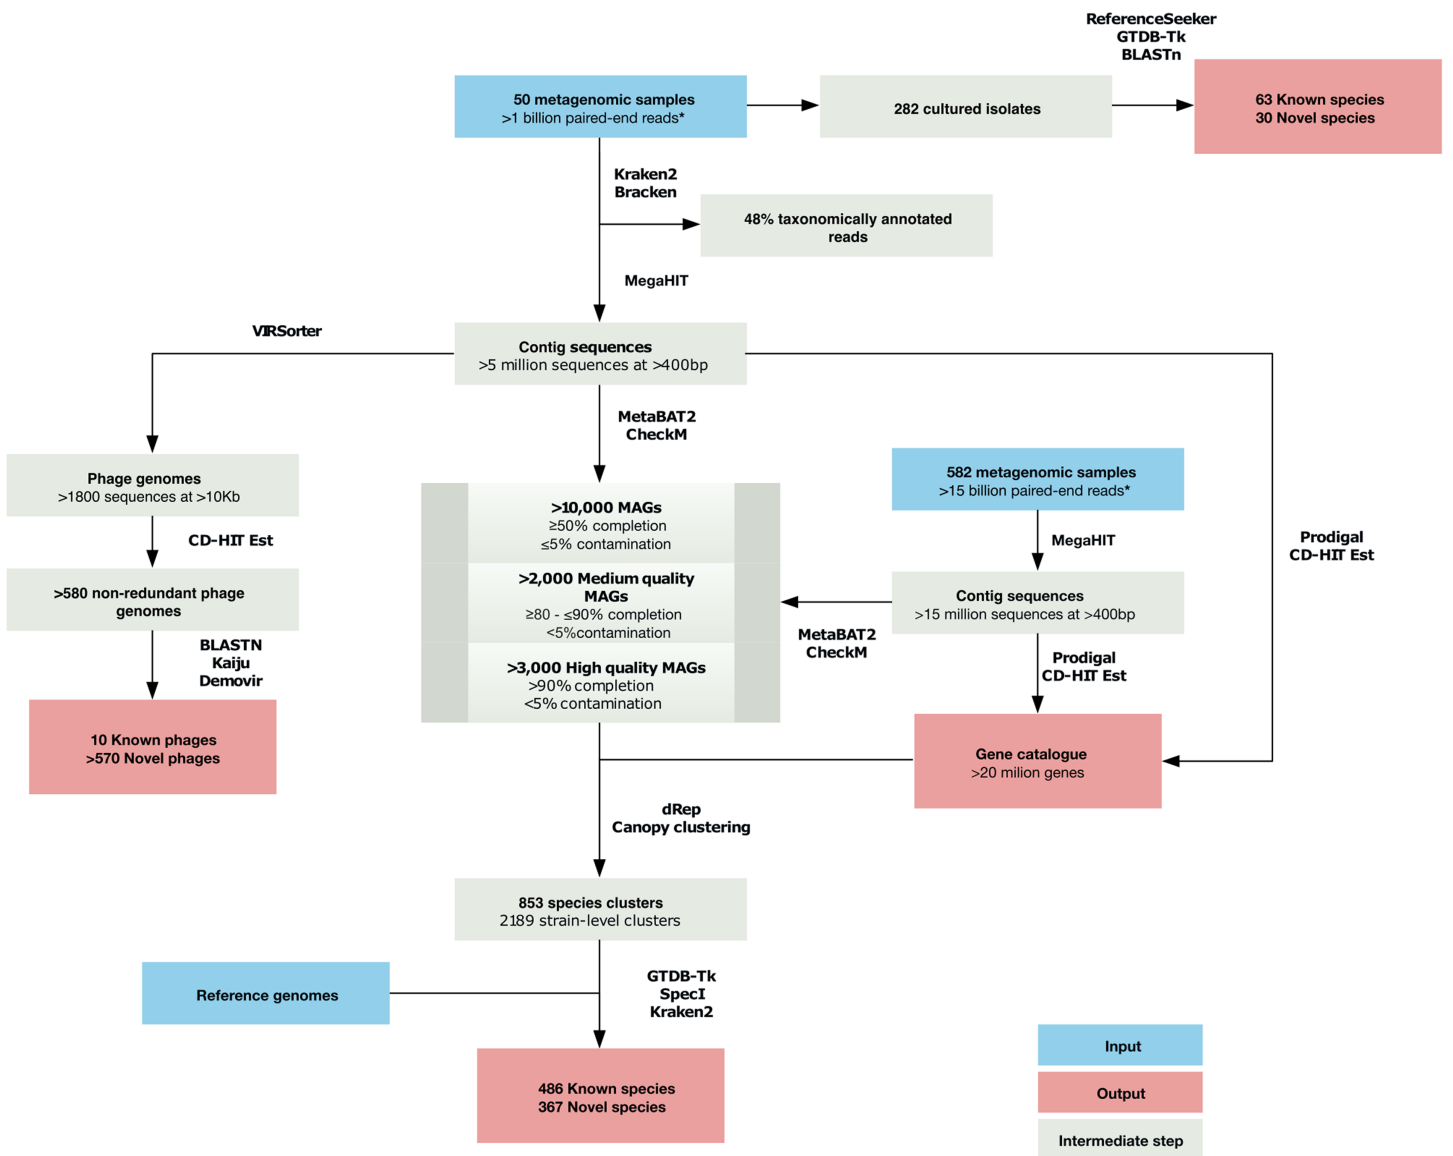 ReferenceSeeker
GTDB-Tk
BLASTn
50 metagenomic samples
>1 billion paired-end reads*
282 cultured isolates
63 Known species
30 Novel species
Kraken2
Bracken
48% taxonomically annotated
reads
MegaHIT
VIRSorter
Contig sequences
>5 million sequences at >400bp
MetaBAT2
CheckM
Phage genomes
>1800 sequences at >10Kb
582 metagenomic samples
>15 billion paired-end reads*
>10,000 MAGs
≥50% completion
≤5% contamination
CD-HIT Est
MegaHIT
Prodigal
CD-HIT Est
>580 non-redundant phage
genomes
>2,000 Medium quality
MAGs
≥80 - ≤90% completion
<5%contamination
Contig sequences
>15 million sequences at >400bp
MetaBAT2
CheckM
BLASTN
Kaiju
Demovir
>3,000 High quality MAGs
>90% completion
<5% contamination
Prodigal
CD-HIT Est
10 Known phages
>570 Novel phages
Gene catalogue
>20 milion genes
dRep
Canopy clustering
853 species clusters
2189 strain-level clusters
Reference genomes
GTDB-Tk
SpecI
Kraken2
486 Known species
367 Novel species
Input
Output
Intermediate step